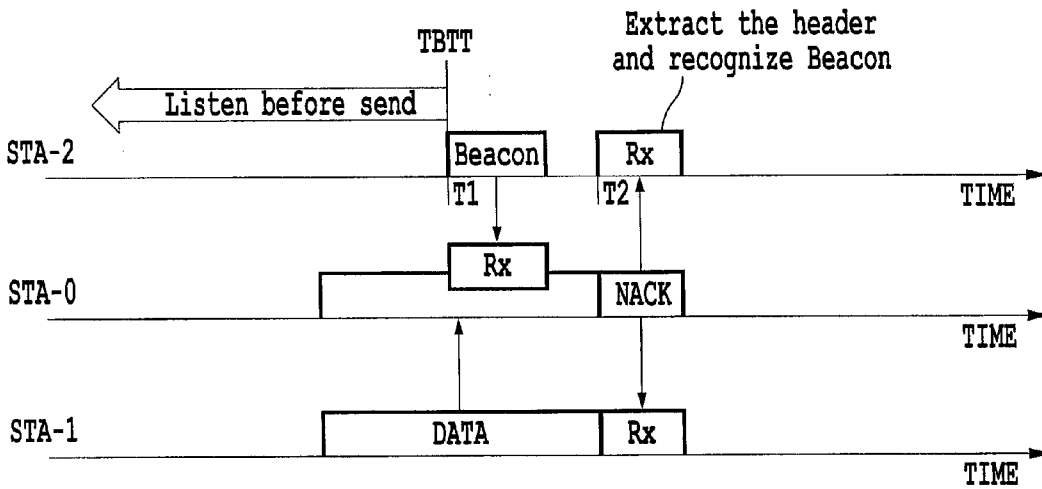 Extract the header
and recognize Beacon
TBTT
Listen before send
STA-2
Beacon
Rx
T1
T2
TIME
Rx
STA-0
NACK
TIME
STA-1
DATA
Rx
TIME